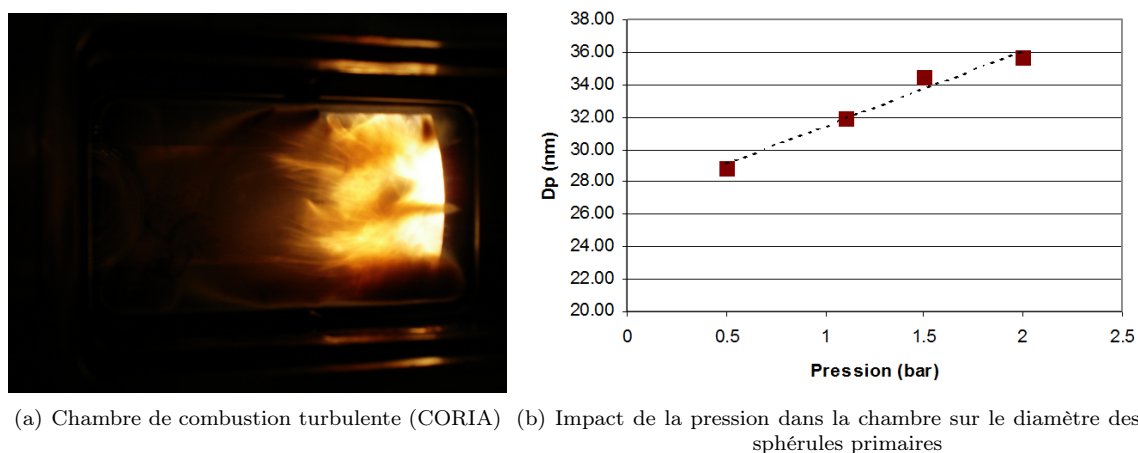 38.00
36.00
34.00
32.00
30.00
28.00
26.00
24.00
22.00
20.00
Dp (nm)
0 0.5 1 1.5 2 2.5
Pression (bar)
(a) Chambre de combustion turbulente (CORIA)
(b) Impact de la pression dans la chambre sur le diamètre des
sphérules primaires